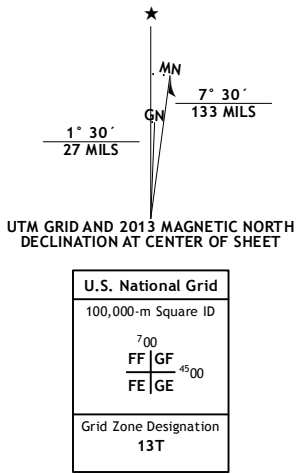 ★
MN
7° 30´
133 MILS
GN
1° 30´
27 MILS
UTM GRID AND 2013 MAGNETIC NORTH
DECLINATION AT CENTER OF SHEET
U.S. National Grid
100,000-m Square ID
700
FF GF
4500
FE GE
Grid Zone Designation
13T